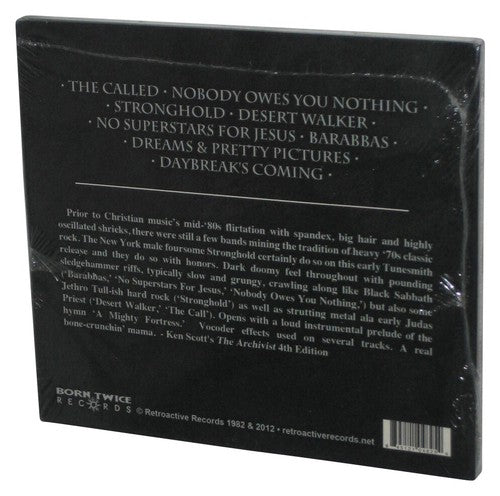 · THE CALLED · NOBODY OWES YOU NOTHING ·
· STRONGHOLD · DESERT WALKER ·
· NO SUPERSTARS FOR JESUS · BARABBAS ·
· DREAMS & PRETTY PICTURES ·
· DAYBREAK'S COMING ·
Prior to Christian music's mid-'80s flirtation with spandex, big hair and highly
oscillated shrieks, there were still a few bands mining the tradition of heavy '70s classic
rock. The New York male foursome Stronghold certainly do so on this early Tunesmith
release and they do so with honors. Dark doomy feel throughout with pounding
sledgehammer riffs, typically slow and grungy, crawling along like Black Sabbath
('Barabbas,' 'No Superstars For Jesus,' 'Nobody Owes You Nothing,') but also some
Jethro Tull-ish hard rock ('Stronghold') as well as strutting metal ala early Judas
Priest ('Desert Walker,' 'The Call'). Opens with a loud instrumental prelude of the
hymn 'A Mighty Fortress.' Vocoder effects used on several tracks. A real
bone-crunchin' mama. - Ken Scott's The Archivist 4th Edition
BORN TWICE
RECORDS
© Retroactive Records 1982 & 2012 · retroactiverecords.net